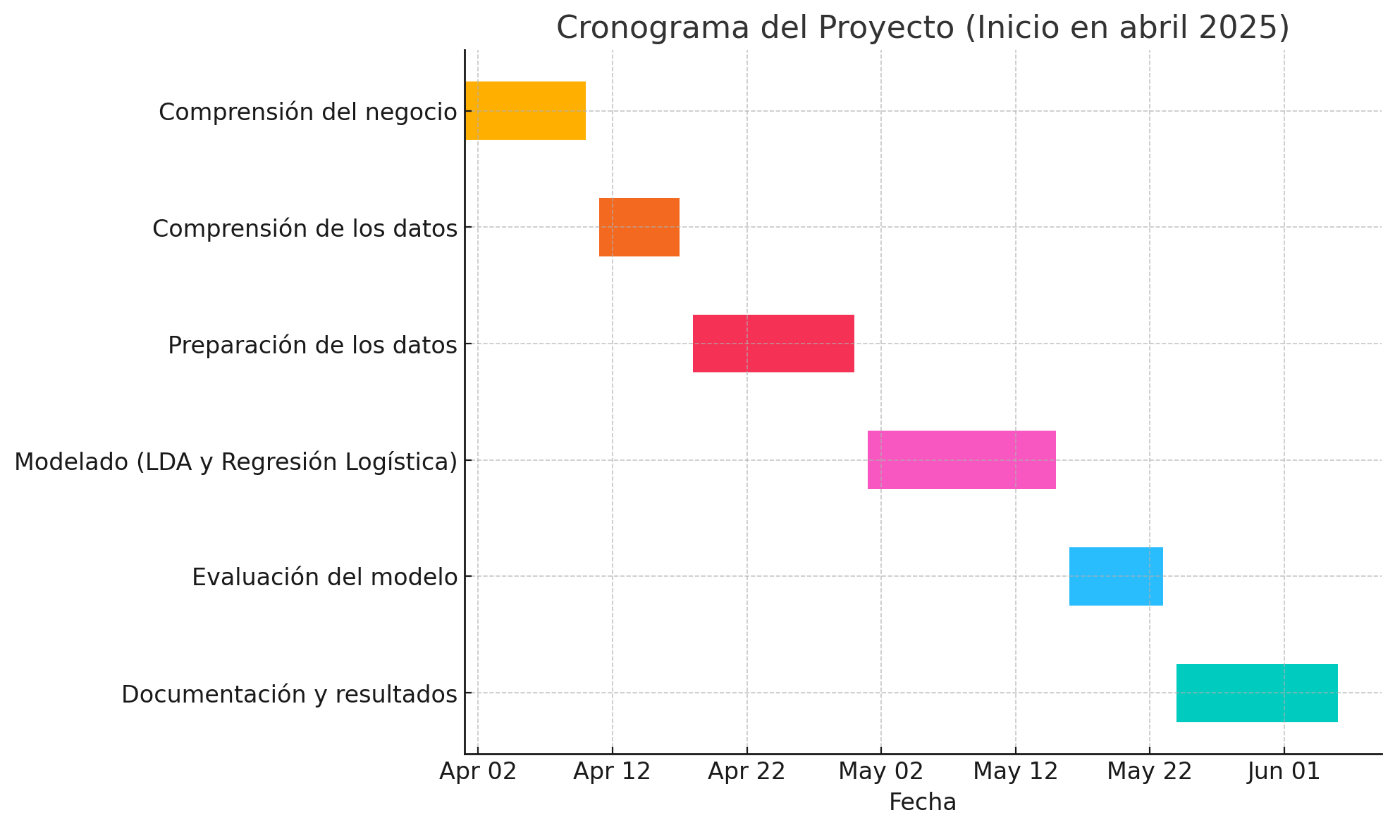 Cronograma del Proyecto (Inicio en abril 2025)
Comprensión del negocio
Comprensión de los datos
Preparación de los datos
Modelado (LDA y Regresión Logística)
Evaluación del modelo
Documentación y resultados
Apr 02 Apr 12 Apr 22 May 02 May 12 May 22 Jun 01
Fecha